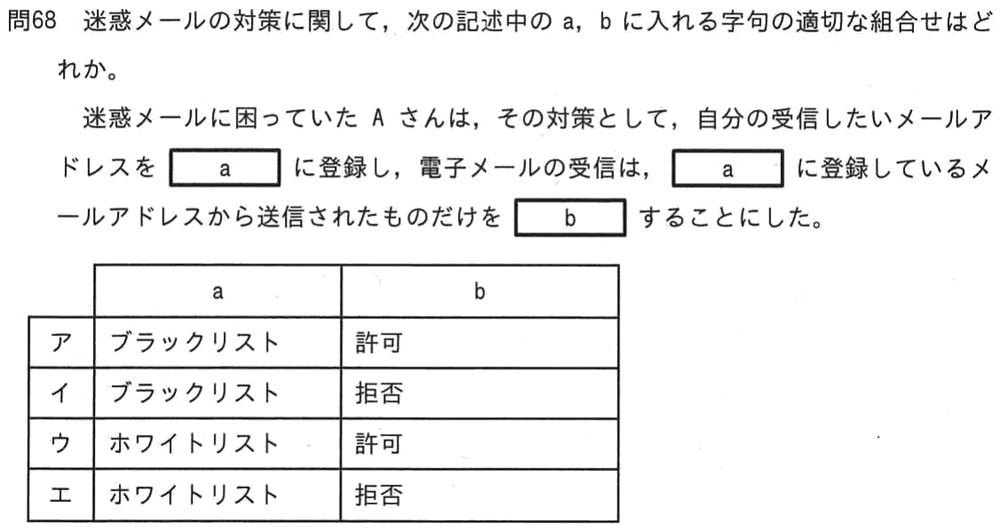 問68 迷惑メールの対策に関して，次の記述中の a，b に入れる字句の適切な組合せはど
れか。
迷惑メールに困っていた A さんは，その対策として，自分の受信したいメールア
ドレスを a に登録し，電子メールの受信は， a に登録しているメ
ールアドレスから送信されたものだけを b することにした。
a b
ア ブラックリスト 許可
イ ブラックリスト 拒否
ウ ホワイトリスト 許可
エ ホワイトリスト 拒否